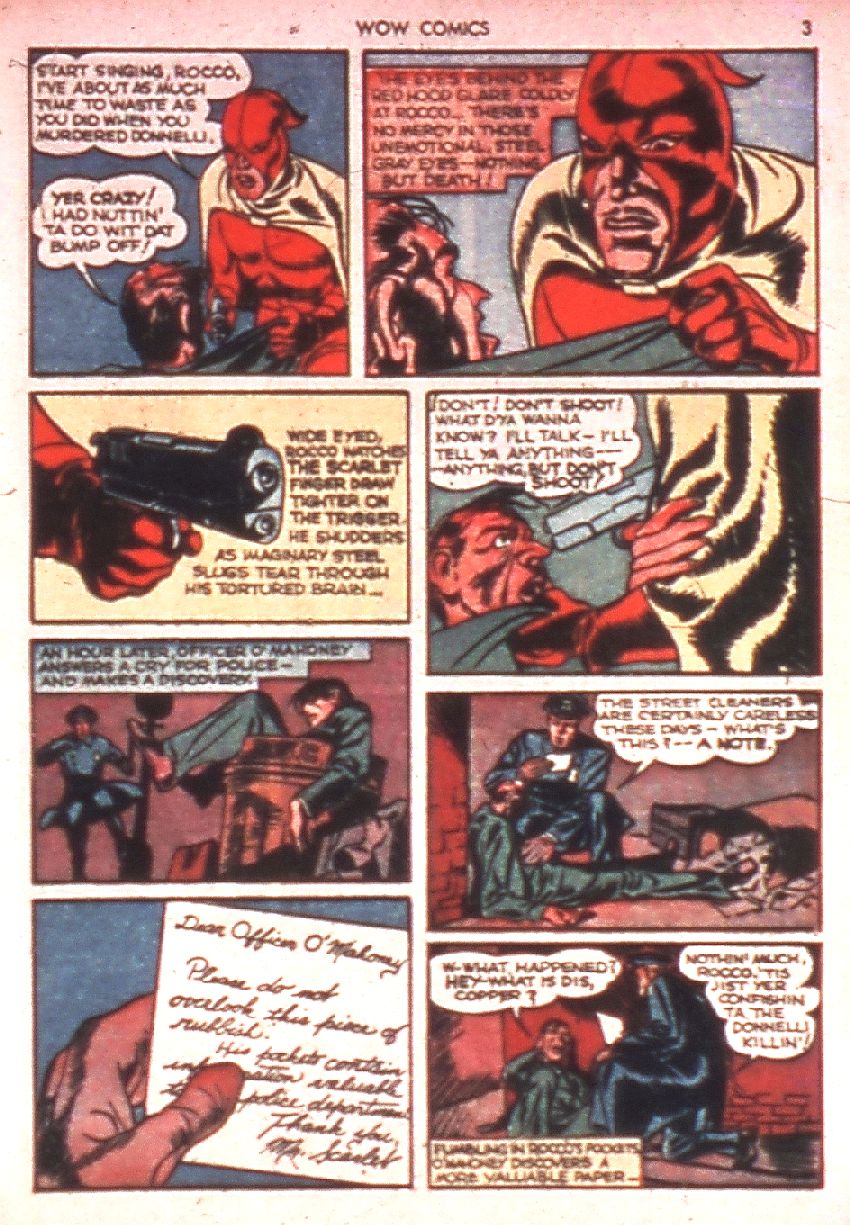 WOW COMICS
3
START SINGING, ROCCO,
I'VE ABOUT AS MUCH
TIME TO WASTE AS
YOU DID WHEN YOU
MURDERED DONNELLI.
YER CRAZY!
I HAD NUTTIN'
TA DO WIT' DAT
BUMP OFF!
THE EYES BEHIND THE
RED HOOD GLARE COLDLY
AT ROCCO... THERE'S
NO MERCY IN THOSE
UNEMOTIONAL, STEEL
GRAY EYES—NOTHING
BUT DEATH!
WIDE EYED,
ROCCO WATCHES
THE SCARLET
FINGER DRAW
TIGHTER ON
THE TRIGGER.
HE SHUDDERS
AS IMAGINARY STEEL
SLUGS TEAR THROUGH
HIS TORTURED BRAIN...
DON'T! DON'T SHOOT!
WHAT D'YA WANNA
KNOW? I'LL TALK—I'LL
TELL YA ANYTHING——
—ANYTHING, BUT DON'T
SHOOT!
AN HOUR LATER, OFFICER O'MAHONEY
ANSWERS A CRY FOR POLICE—
AND MAKES A DISCOVERY.
THE STREET CLEANERS
ARE CERTAINLY CARELESS
THESE DAYS — WHAT'S
THIS?—— A NOTE.
Dear Officer O'Mahoney
Please do not
overlook this piece of
rubbish.
His pockets contain
valuable
police department
Thank you,
Mr. Scarlet
W-WHAT HAPPENED?
HEY-WHAT IS DIS,
COPPER?
NOTHIN' MUCH,
ROCCO, 'TIS
JIST YER
CONFISHIN
TA THE
DONNELLI
KILLIN'!
FUMBLING IN ROCCO'S POCKETS
O'MAHONEY DISCOVERS A
MORE VALUABLE PAPER—